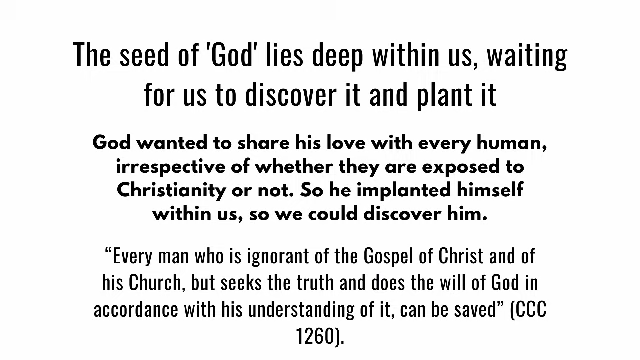 The seed of 'God' lies deep within us, waiting
for us to discover it and plant it
God wanted to share his love with every human,
irrespective of whether they are exposed to
Christianity or not. So he implanted himself
within us, so we could discover him.
“Every man who is ignorant of the Gospel of Christ and of
his Church, but seeks the truth and does the will of God in
accordance with his understanding of it, can be saved” (CCC
1260).